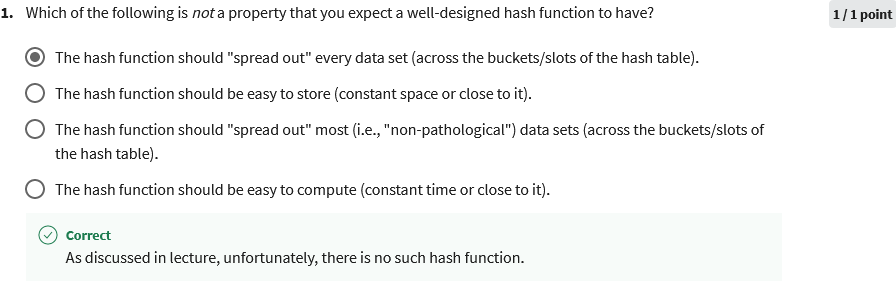 1. Which of the following is not a property that you expect a well-designed hash function to have?
1 / 1 point
The hash function should "spread out" every data set (across the buckets/slots of the hash table).
The hash function should be easy to store (constant space or close to it).
The hash function should "spread out" most (i.e., "non-pathological") data sets (across the buckets/slots of
the hash table).
The hash function should be easy to compute (constant time or close to it).
Correct
As discussed in lecture, unfortunately, there is no such hash function.